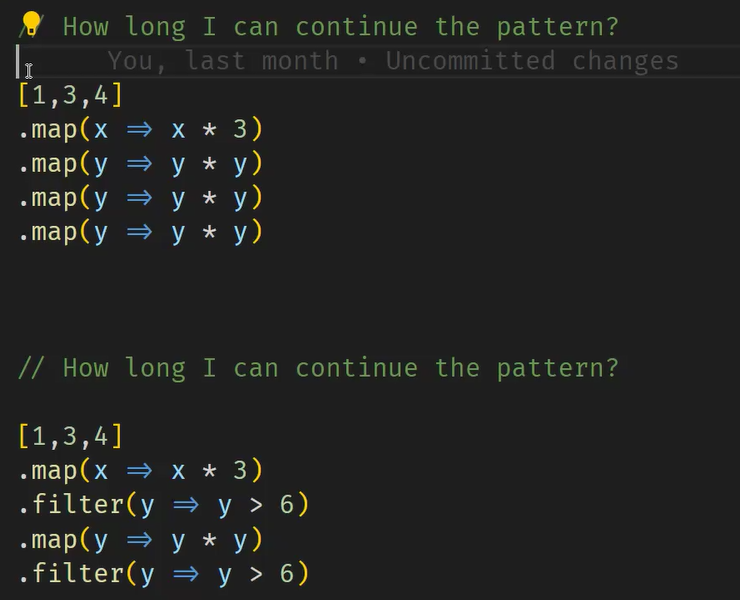 // How long I can continue the pattern?
You, last month • Uncommitted changes
[1,3,4]
.map(x => x * 3)
.map(y => y * y)
.map(y => y * y)
.map(y => y * y)
// How long I can continue the pattern?
[1,3,4]
.map(x => x * 3)
.filter(y => y > 6)
.map(y => y * y)
.filter(y => y > 6)